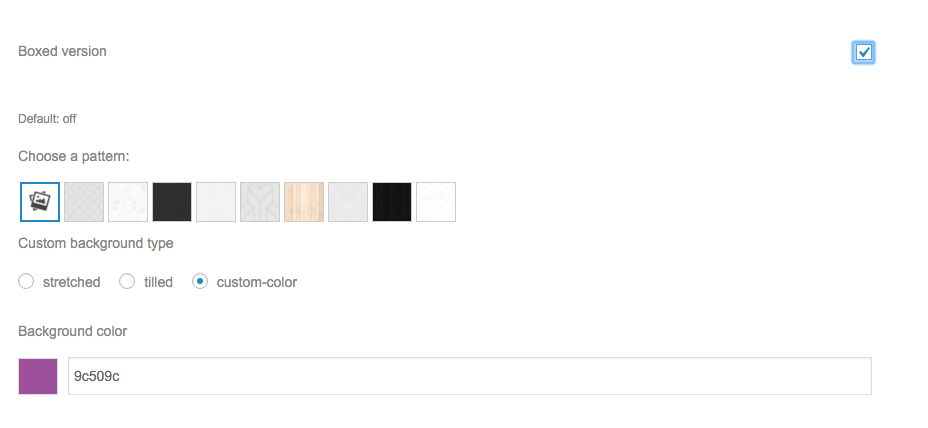 Boxed version
Default: off
Choose a pattern:
Custom background type
stretched tilled custom-color
Background color
9c509c